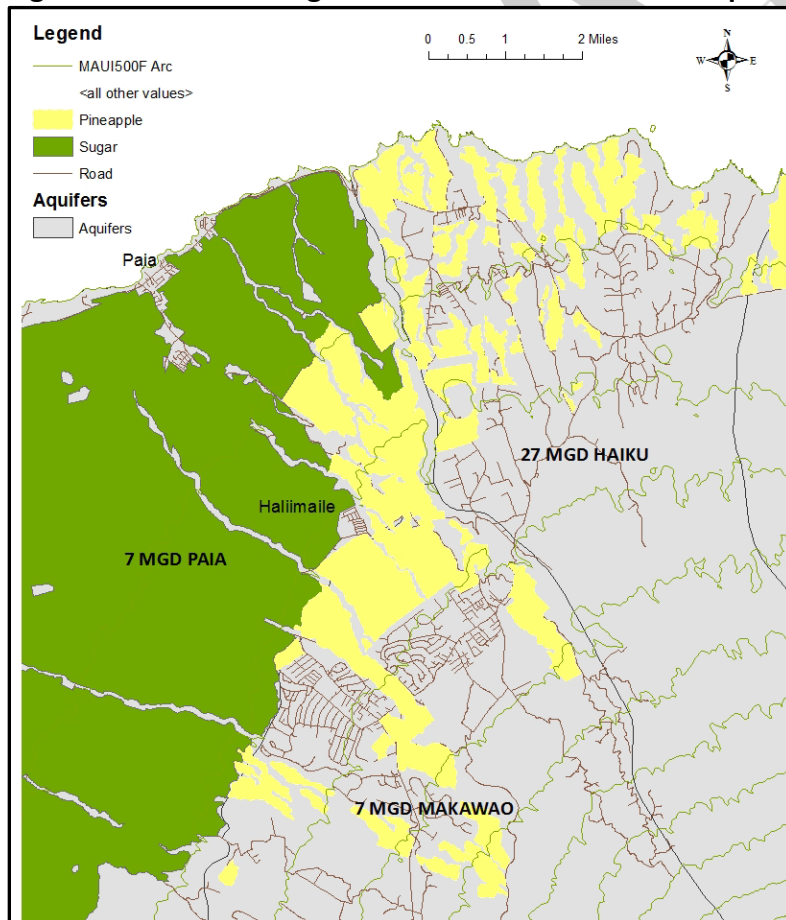 Legend
MAUI500F Arc
<all other values>
Pineapple
Sugar
Road
Aquifers
Aquifers
0 0.5 1 2 Miles
N
W E
S
Paia
27 MGD HAIKU
Haliimaile
7 MGD PAIA
7 MGD MAKAWAO